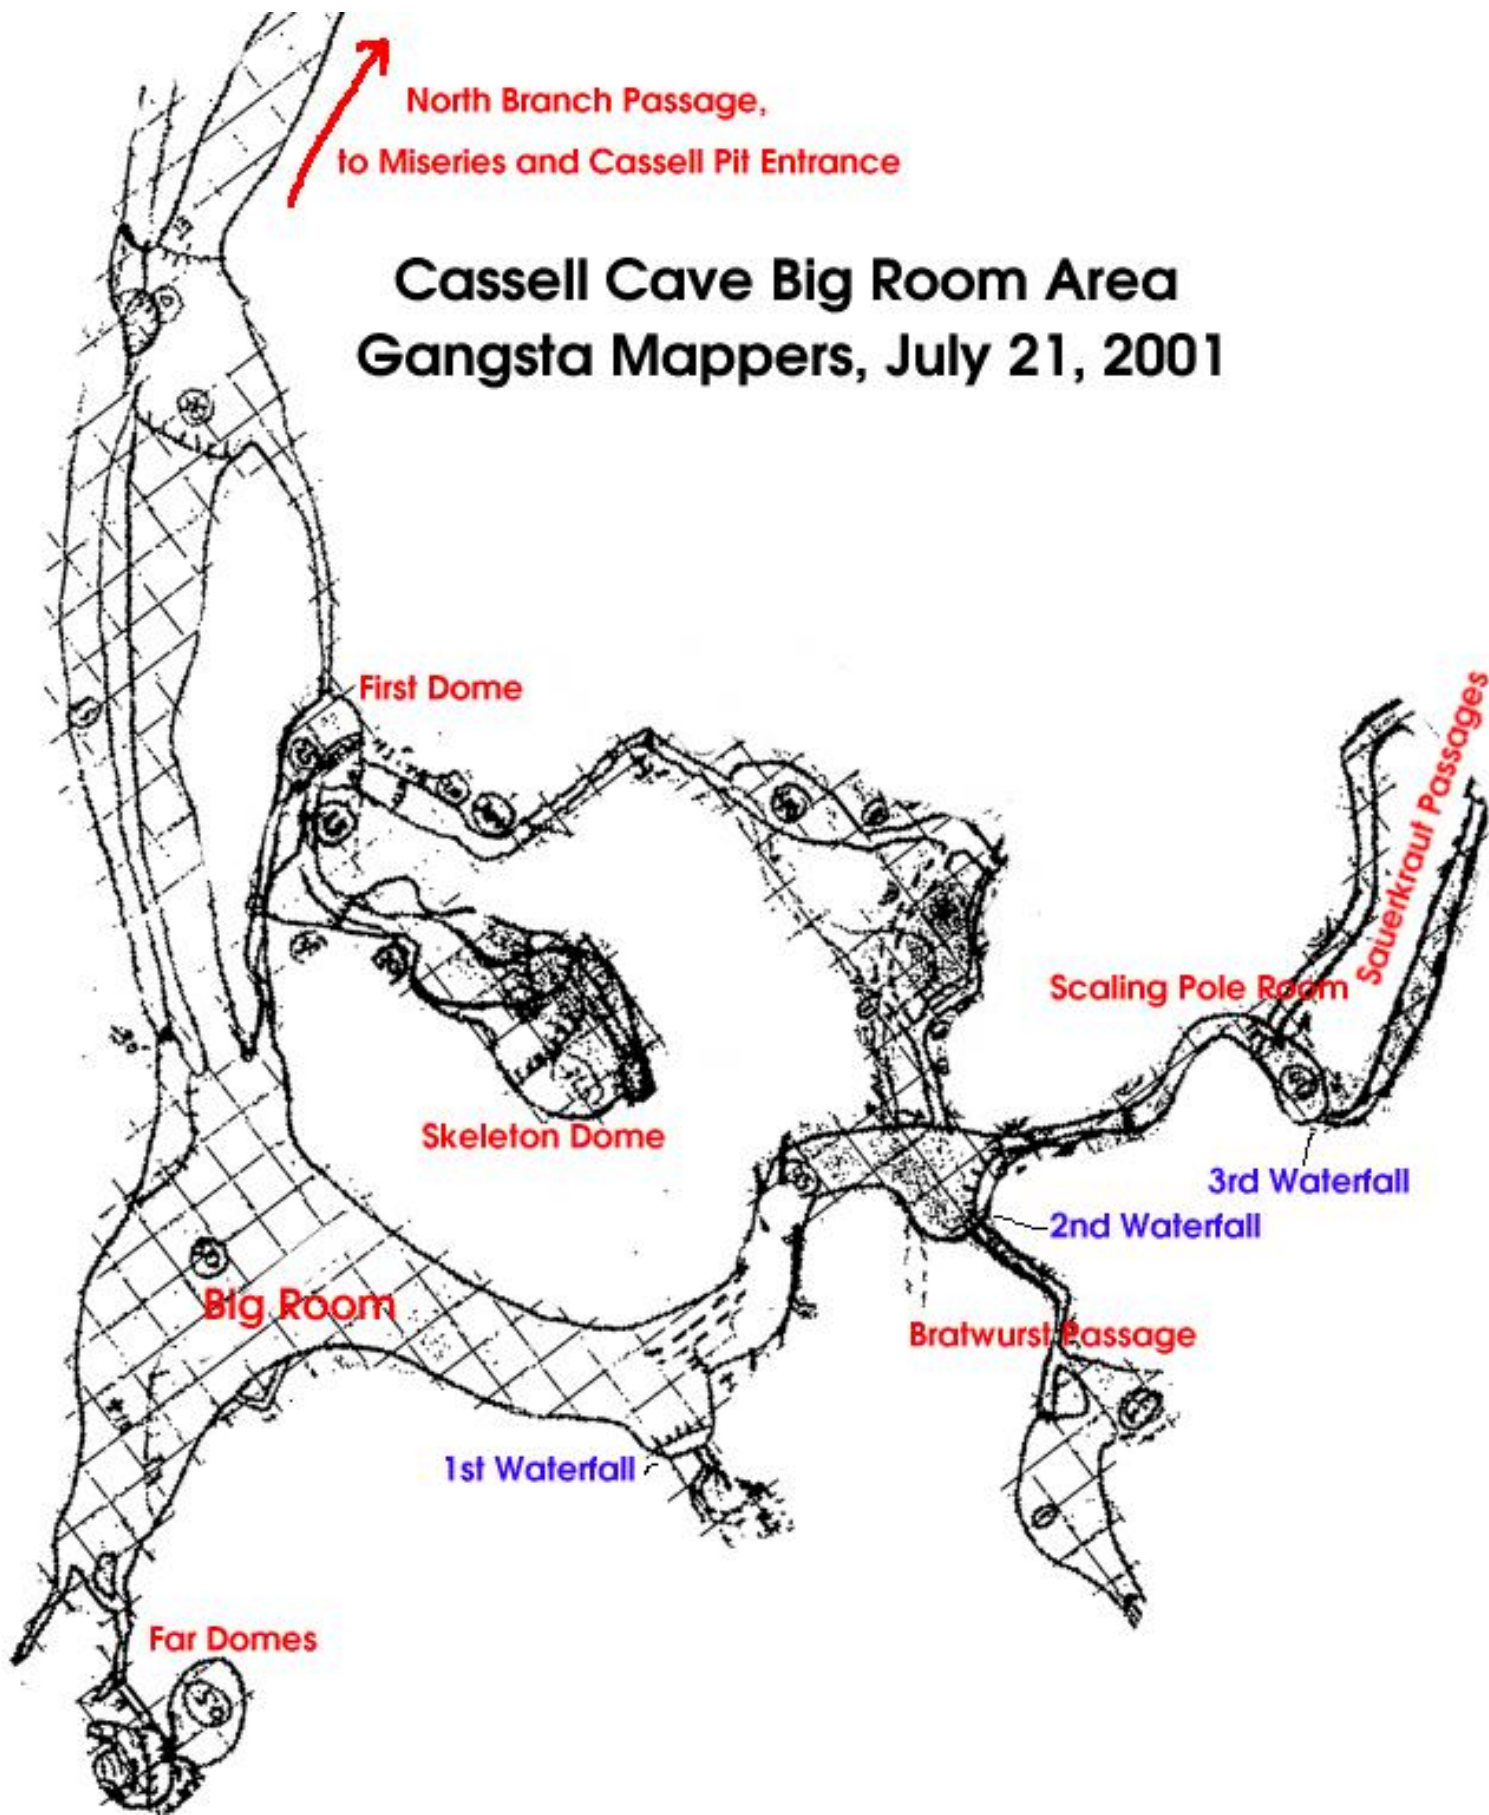 North Branch Passage,
to Miseries and Cassell Pit Entrance
Cassell Cave Big Room Area
Gangsta Mappers, July 21, 2001
First Dome
Sauerkraut Passages
Scaling Pole Room
Skeleton Dome
3rd Waterfall
2nd Waterfall
Big Room
Bratwurst Passage
1st Waterfall
Far Domes